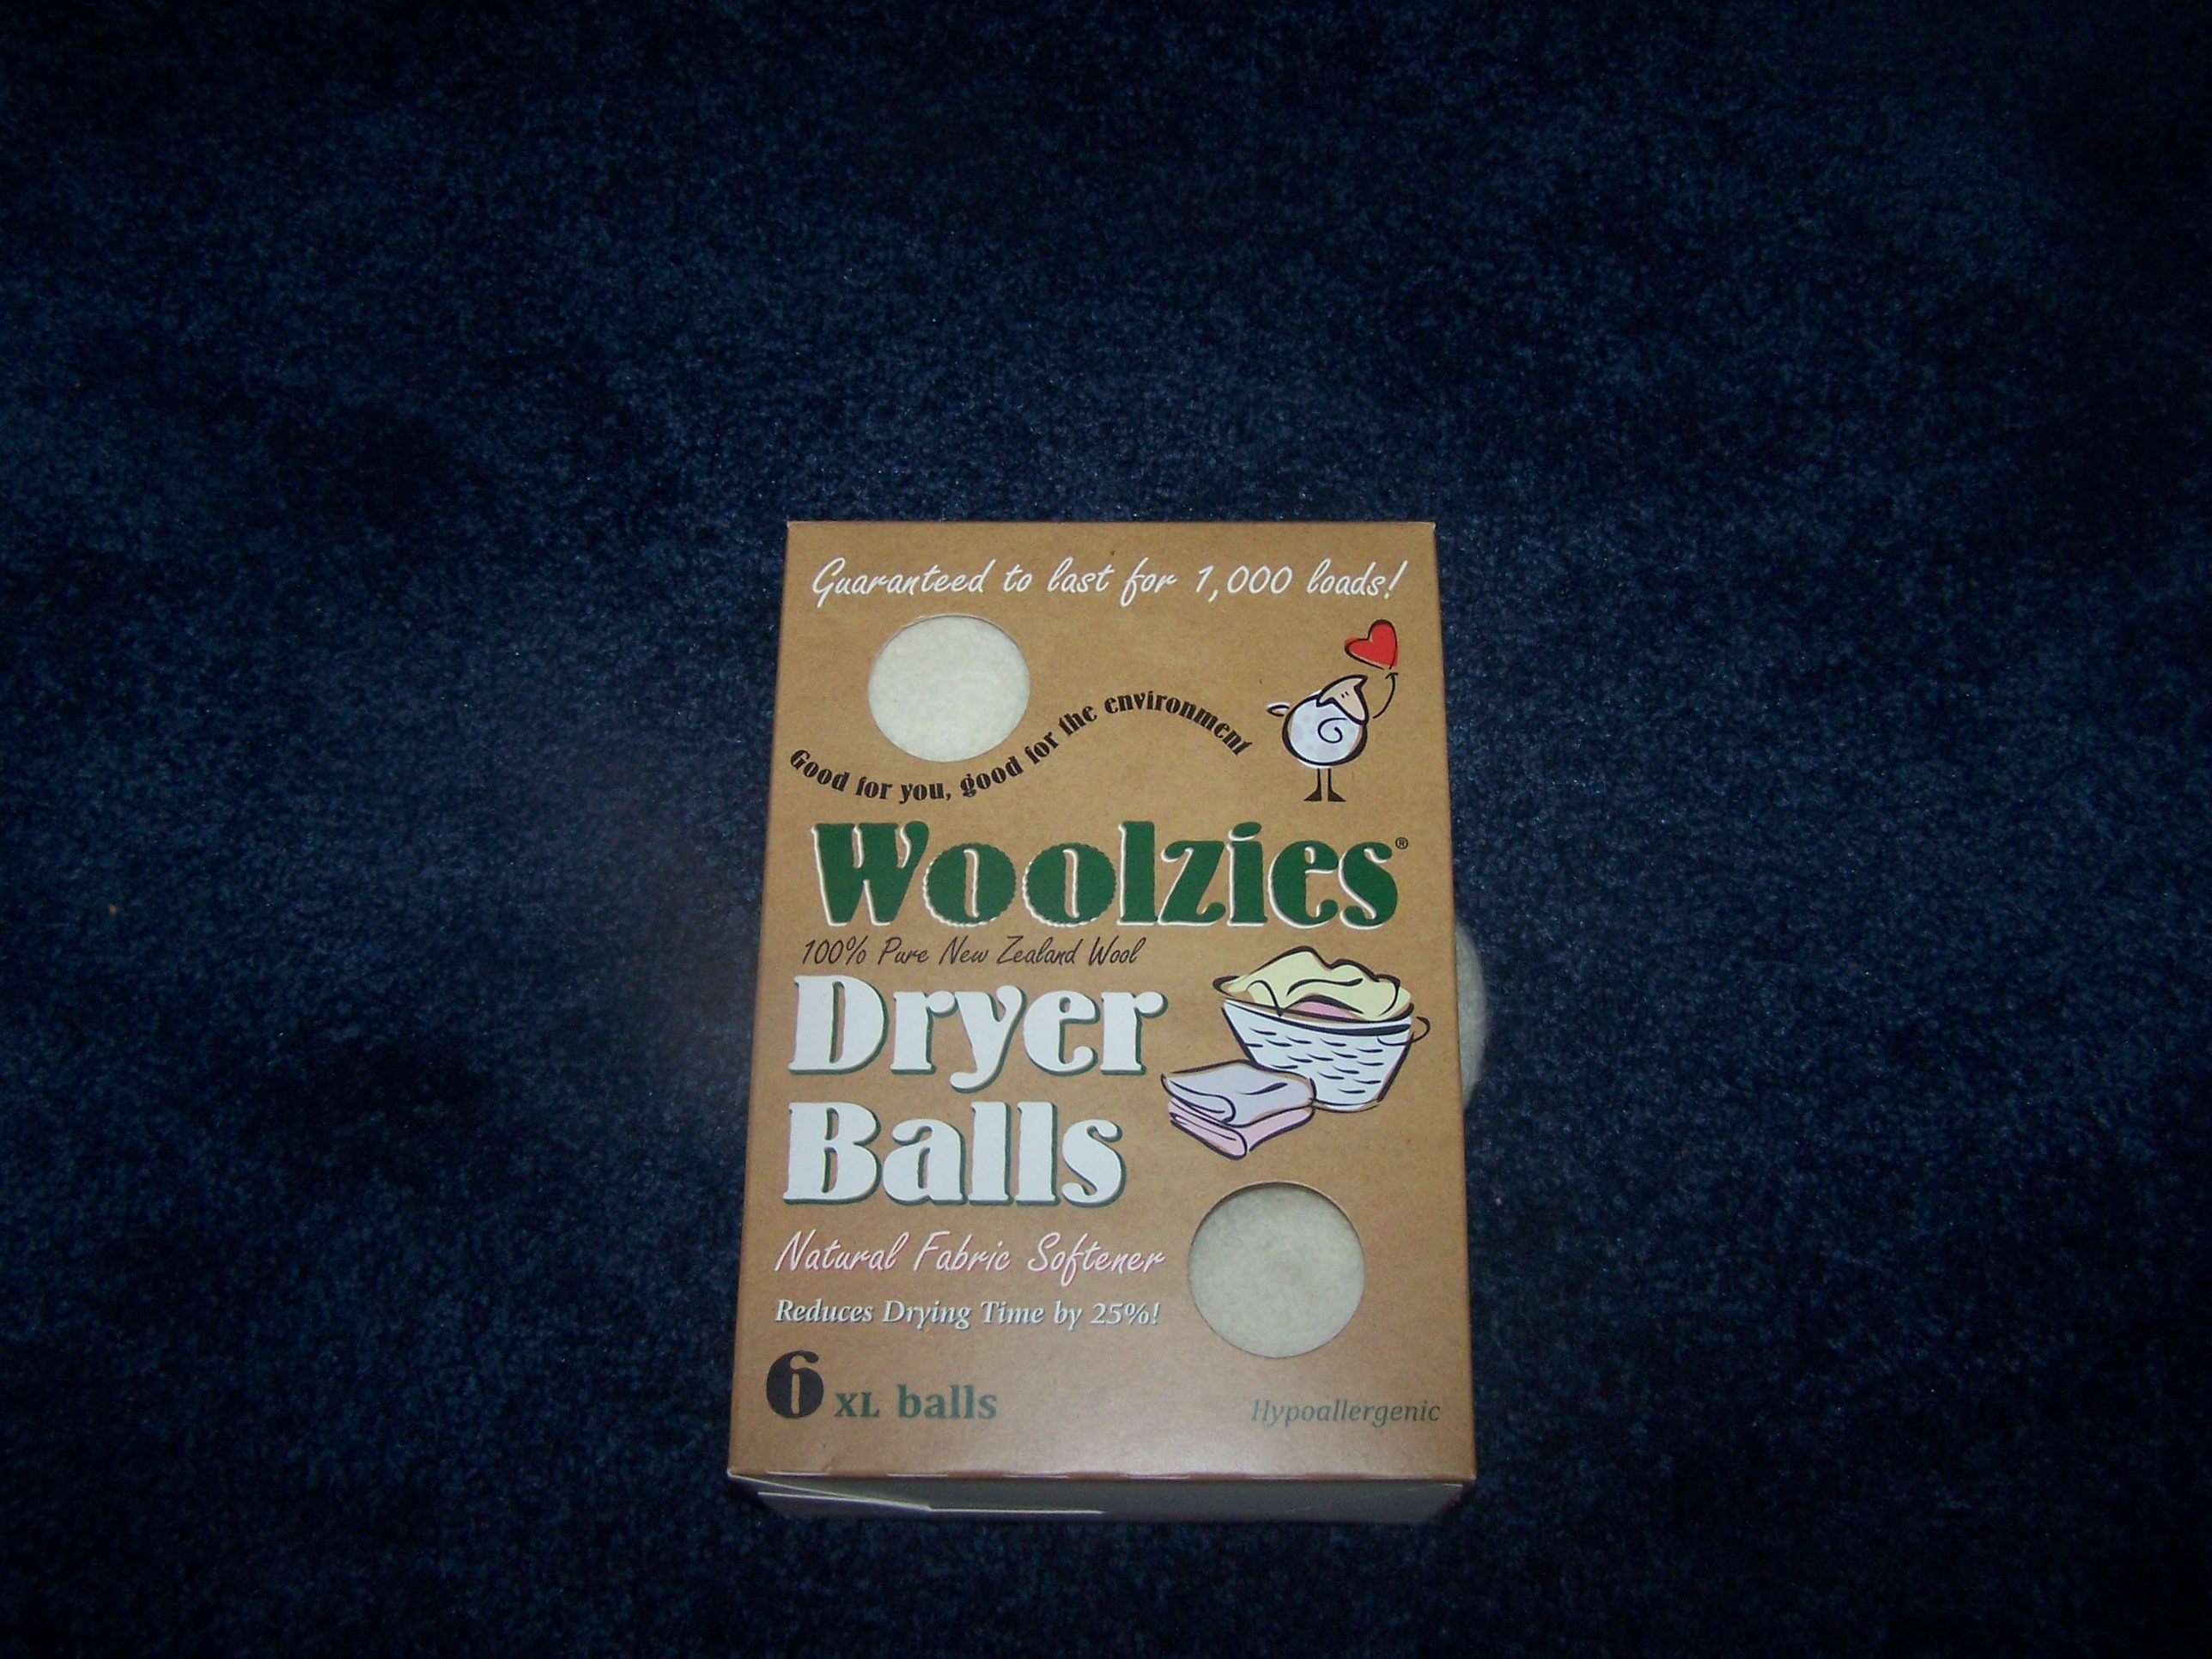 Guaranteed to last for 1,000 loads!
Good for you, good for the environment
Woolzies®
100% Pure New Zealand Wool
Dryer
Balls
Natural Fabric Softener
Reduces Drying Time by 25%!
6 XL balls
Hypoallergenic